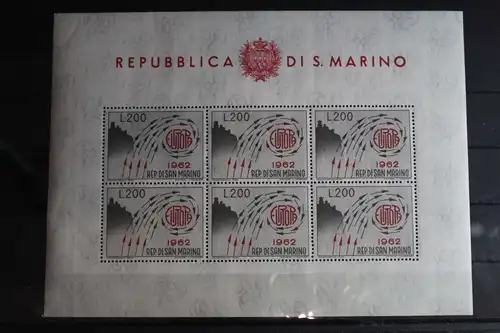 REPUBBLICA DI S. MARINO
L.200 L.200 L.200
EUROPA EUROPA EUROPA
1962 1962 1962
REP. DI SAN MARINO REP. DI SAN MARINO REP. DI SAN MARINO
L.200 L.200 L.200
EUROPA EUROPA EUROPA
1962 1962 1962
REP. DI SAN MARINO REP. DI SAN MARINO REP. DI SAN MARINO